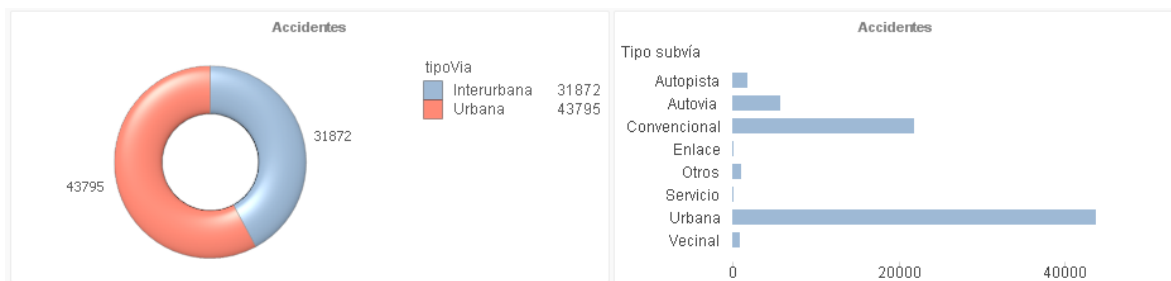 Accidentes
tipoVia
Interurbana 31872
Urbana 43795
31872
43795
Accidentes
Tipo subvía
Autopista
Autovia
Convencional
Enlace
Otros
Servicio
Urbana
Vecinal
0 20000 40000